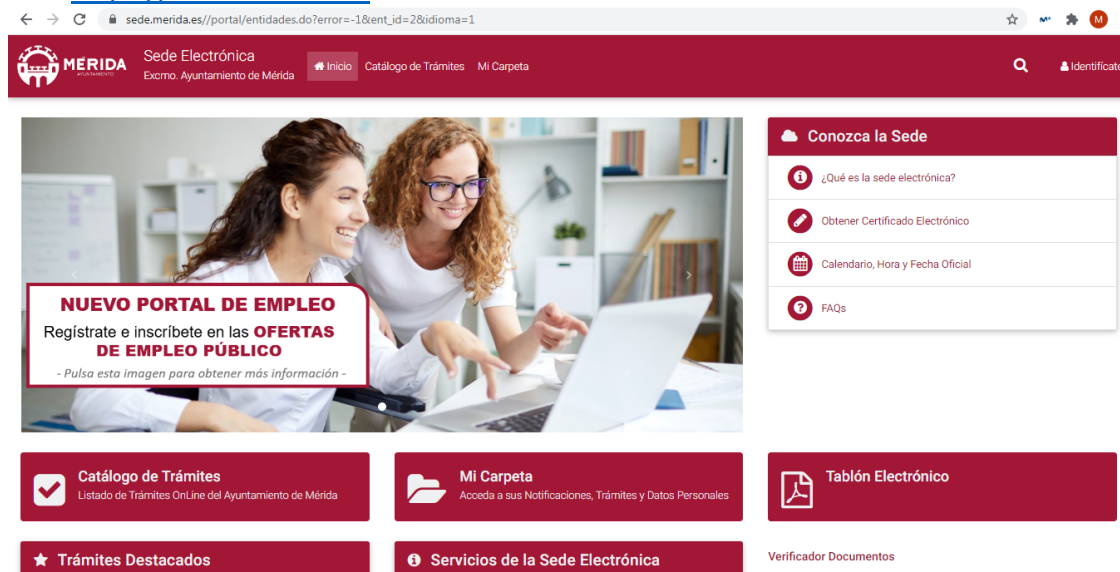 sede.merida.es//portal/entidades.do?error=-1&ent_id=2&idioma=1
M
MÉRIDA
AYUNTAMIENTO
Sede Electrónica
Excmo. Ayuntamiento de Mérida
Inicio
Catálogo de Trámites
Mi Carpeta
Identifícate
NUEVO PORTAL DE EMPLEO
Regístrate e inscríbete en las OFERTAS
DE EMPLEO PÚBLICO
- Pulsa esta imagen para obtener más información -
Conozca la Sede
¿Qué es la sede electrónica?
Obtener Certificado Electrónico
Calendario, Hora y Fecha Oficial
FAQs
Catálogo de Trámites
Listado de Trámites OnLine del Ayuntamiento de Mérida
Mi Carpeta
Acceda a sus Notificaciones, Trámites y Datos Personales
Tablón Electrónico
Trámites Destacados
Servicios de la Sede Electrónica
Verificador Documentos